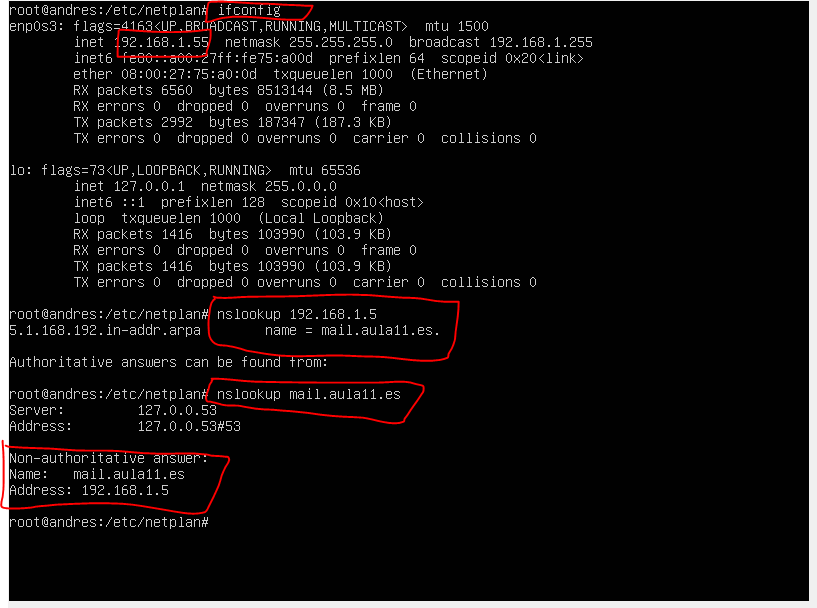 root@andres:/etc/netplan# ifconfig
enp0s3: flags=4163<UP,BROADCAST,RUNNING,MULTICAST>  mtu 1500
        inet 192.168.1.55  netmask 255.255.255.0  broadcast 192.168.1.255
        inet6 fe80::a00:27ff:fe75:a00d  prefixlen 64  scopeid 0x20<link>
        ether 08:00:27:75:a0:0d  txqueuelen 1000  (Ethernet)
        RX packets 6560  bytes 8513144 (8.5 MB)
        RX errors 0  dropped 0  overruns 0  frame 0
        TX packets 2992  bytes 187347 (187.3 KB)
        TX errors 0  dropped 0 overruns 0  carrier 0  collisions 0

lo: flags=73<UP,LOOPBACK,RUNNING>  mtu 65536
        inet 127.0.0.1  netmask 255.0.0.0
        inet6 ::1  prefixlen 128  scopeid 0x10<host>
        loop  txqueuelen 1000  (Local Loopback)
        RX packets 1416  bytes 103990 (103.9 KB)
        RX errors 0  dropped 0  overruns 0  frame 0
        TX packets 1416  bytes 103990 (103.9 KB)
        TX errors 0  dropped 0 overruns 0  carrier 0  collisions 0

root@andres:/etc/netplan# nslookup 192.168.1.5
5.1.168.192.in-addr.arpa        name = mail.aula11.es.

Authoritative answers can be found from:

root@andres:/etc/netplan# nslookup mail.aula11.es
Server:         127.0.0.53
Address:        127.0.0.53#53

Non-authoritative answer:
Name:   mail.aula11.es
Address: 192.168.1.5

root@andres:/etc/netplan#